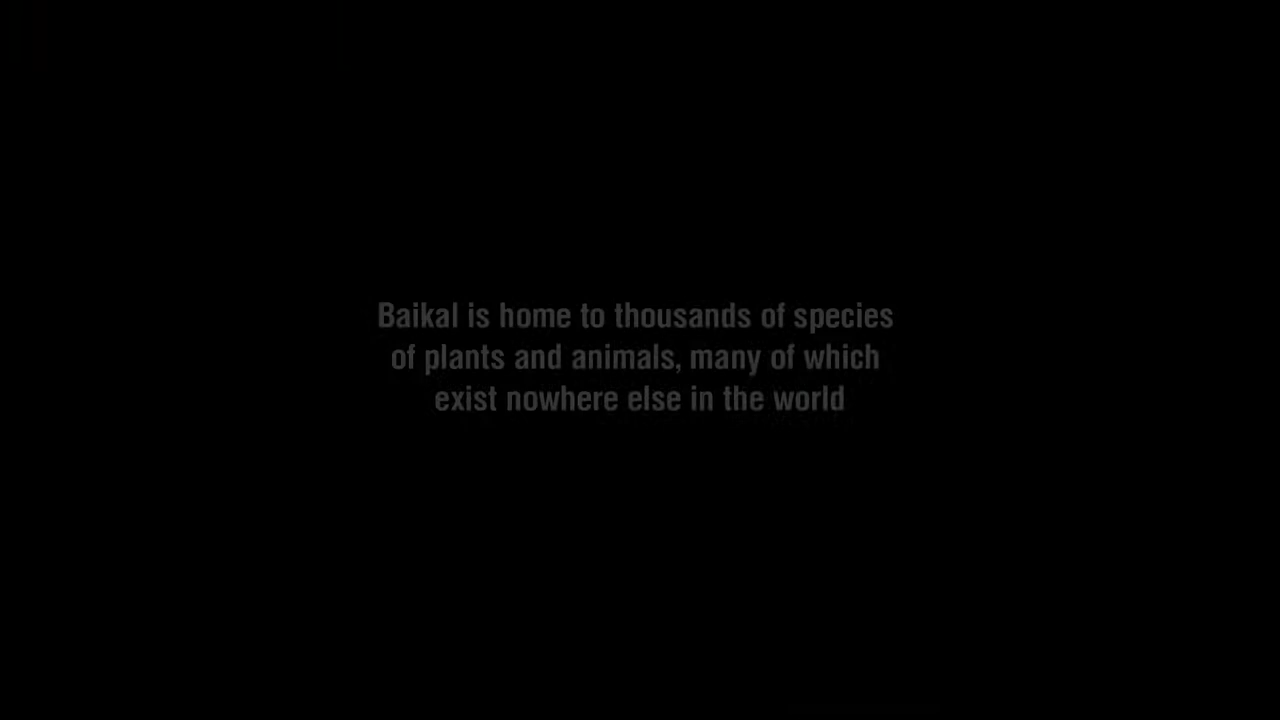 Baikal is home to thousands of species
of plants and animals, many of which
exist nowhere else in the world